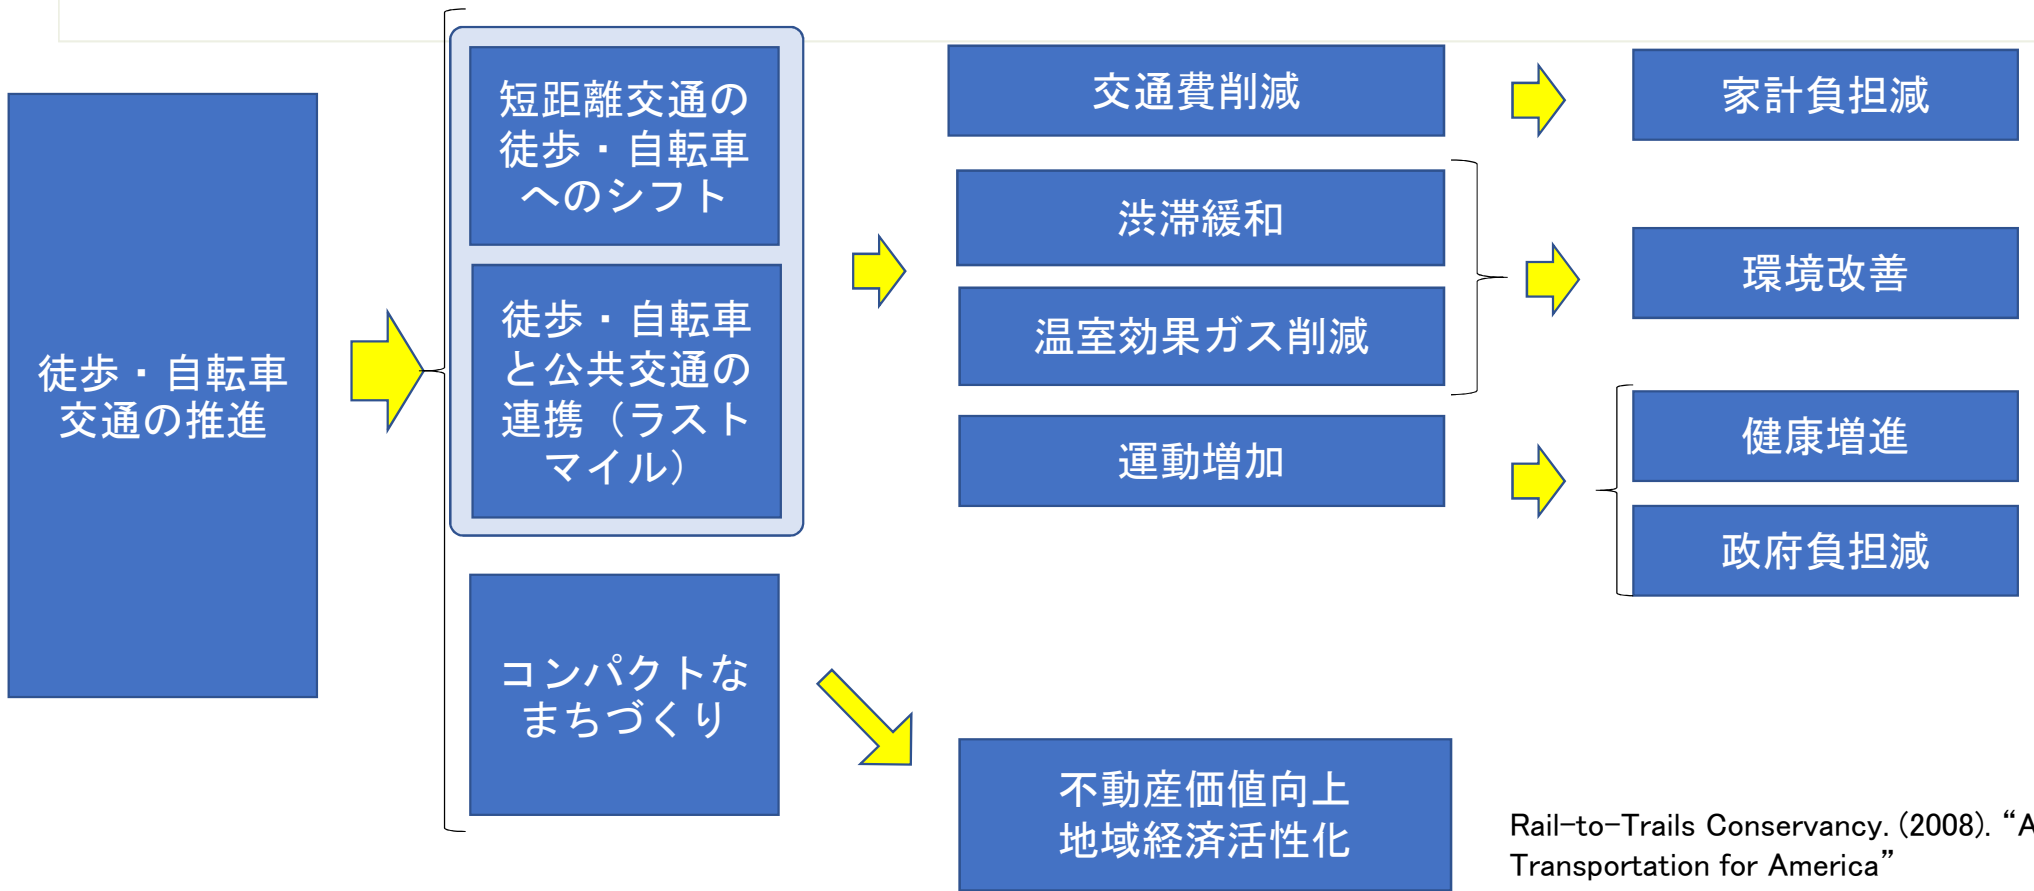 徒歩・自転車
交通の推進
短距離交通の
徒歩・自転車
へのシフト
徒歩・自転車
と公共交通の
連携（ラスト
マイル）
コンパクトな
まちづくり
交通費削減
渋滞緩和
温室効果ガス削減
運動増加
不動産価値向上
地域経済活性化
家計負担減
環境改善
健康増進
政府負担減
Rail-to-Trails Conservancy. (2008). “A
Transportation for America”